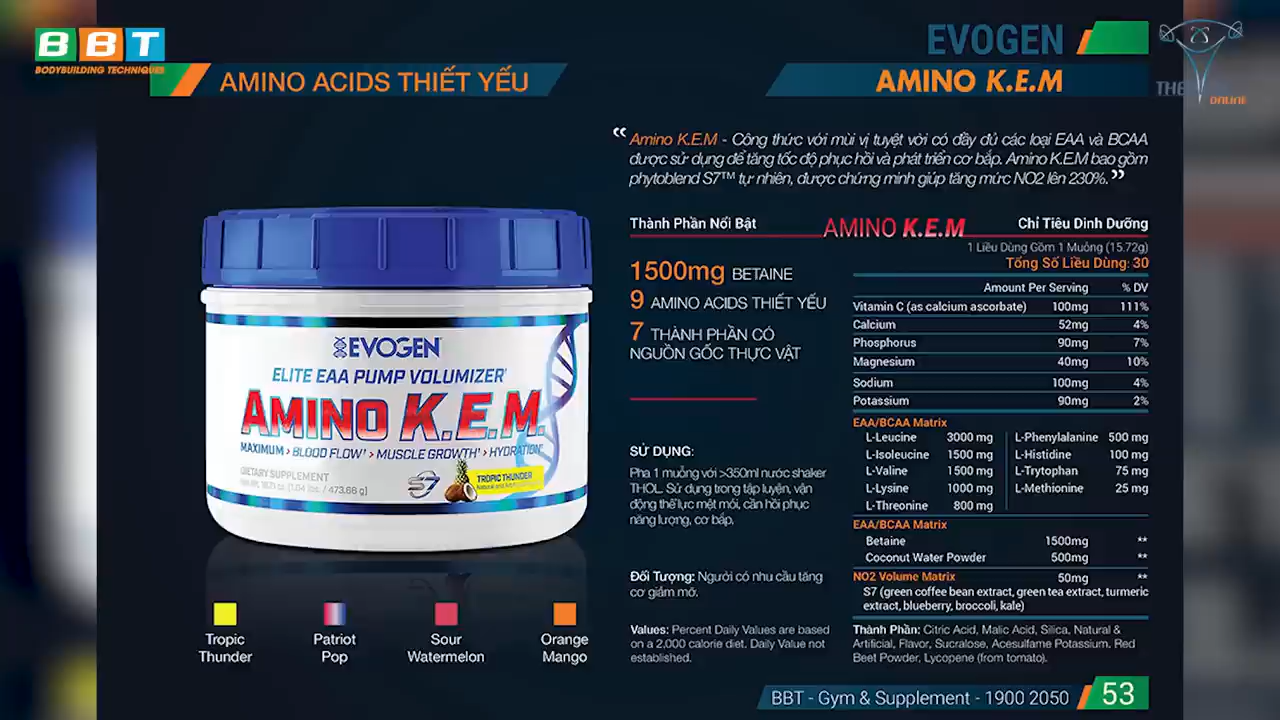 BBT
BODYBUILDING TECHNIQUES
AMINO ACIDS THIẾT YẾU
EVOGEN
AMINO K.E.M
THE
ONLINE
“ Amino K.E.M - Công thức với mùi vị tuyệt vời có đầy đủ các loại EAA và BCAA
được sử dụng để tăng tốc độ phục hồi và phát triển cơ bắp. Amino K.E.M bao gồm
phytoblend S7™ tự nhiên, được chứng minh giúp tăng mức NO2 lên 230%. ”
Thành Phần Nổi Bật
AMINO K.E.M
Chỉ Tiêu Dinh Dưỡng
1 Liều Dùng Gồm 1 Muỗng (15.72g)
Tổng Số Liều Dùng: 30
1500mg BETAINE
9 AMINO ACIDS THIẾT YẾU
7 THÀNH PHẦN CÓ
NGUỒN GỐC THỰC VẬT
Amount Per Serving % DV
Vitamin C (as calcium ascorbate) 100mg 111%
Calcium 52mg 4%
Phosphorus 90mg 7%
Magnesium 40mg 10%
Sodium 100mg 4%
Potassium 90mg 2%
EAA/BCAA Matrix
L-Leucine 3000 mg L-Phenylalanine 500 mg
L-Isoleucine 1500 mg L-Histidine 100 mg
L-Valine 1500 mg L-Trytophan 75 mg
L-Lysine 1000 mg L-Methionine 25 mg
L-Threonine 800 mg
EAA/BCAA Matrix
Betaine 1500mg **
Coconut Water Powder 500mg **
NO2 Volume Matrix 50mg **
S7 (green coffee bean extract, green tea extract, turmeric
extract, blueberry, broccoli, kale)
Thành Phần: Citric Acid, Malic Acid, Silica, Natural &
Artificial, Flavor, Sucralose, Acesulfame Potassium. Red
Beet Powder, Lycopene (from tomato).
SỬ DỤNG:
Pha 1 muỗng với >350ml nước shaker
THOL. Sử dụng trong tập luyện, vận
động thể lực mệt mỏi, cần hồi phục
năng lượng, cơ bắp.
Đối Tượng: Người có nhu cầu tăng
cơ giảm mỡ.
Values: Percent Daily Values are based
on a 2,000 calorie diet. Daily Value not
established.
EVOGEN
ELITE EAA PUMP VOLUMIZER
AMINO K.E.M.
MAXIMUM > BLOOD FLOW > MUSCLE GROWTH > HYDRATION
DIETARY SUPPLEMENT
(1.04 lbs. / 473.66 g)
S7
TROPIC THUNDER
Tropic
Thunder
Patriot
Pop
Sour
Watermelon
Orange
Mango
BBT - Gym & Supplement - 1900 2050
53